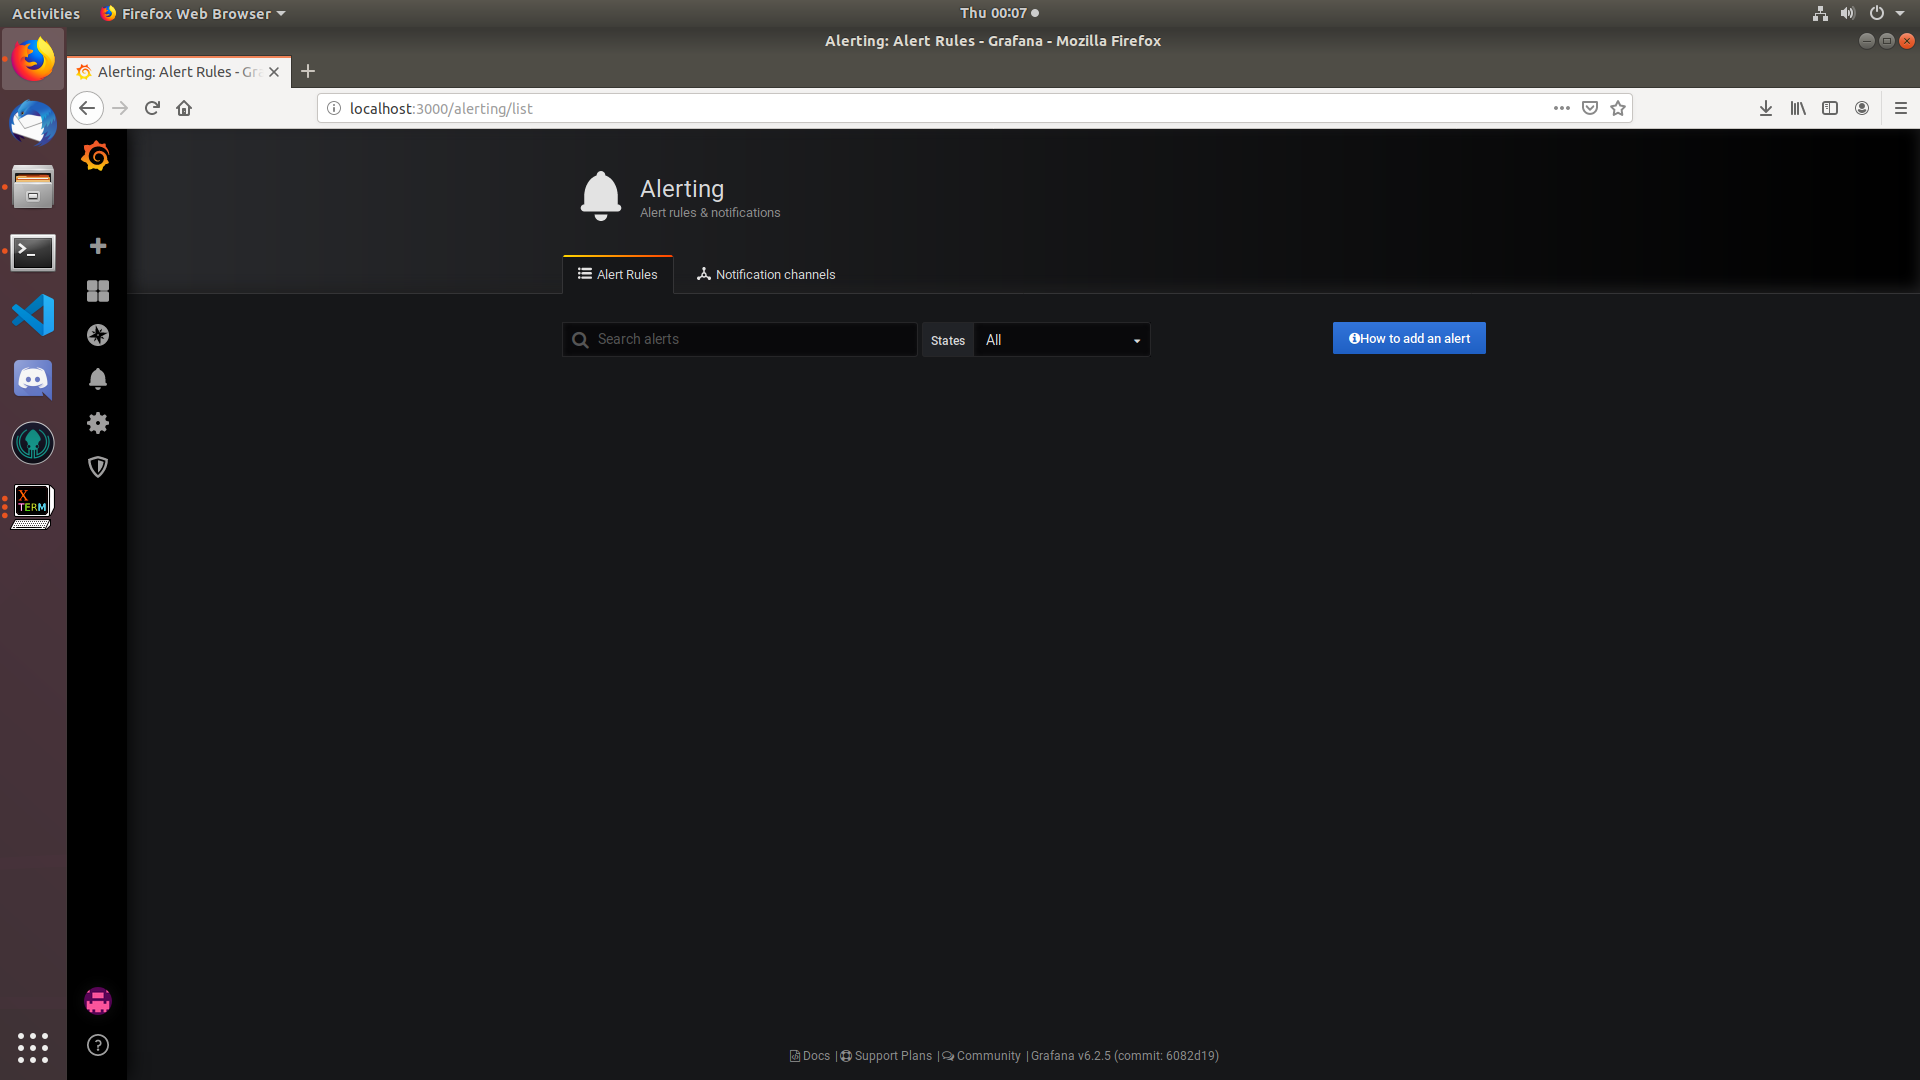 Activities Firefox Web Browser Thu 00:07
Alerting: Alert Rules - Grafana - Mozilla Firefox
Alerting: Alert Rules - Gra
localhost:3000/alerting/list
Alerting
Alert rules & notifications
Alert Rules Notification channels
Search alerts States All How to add an alert
X
TERM
Docs | Support Plans | Community | Grafana v6.2.5 (commit: 6082d19)